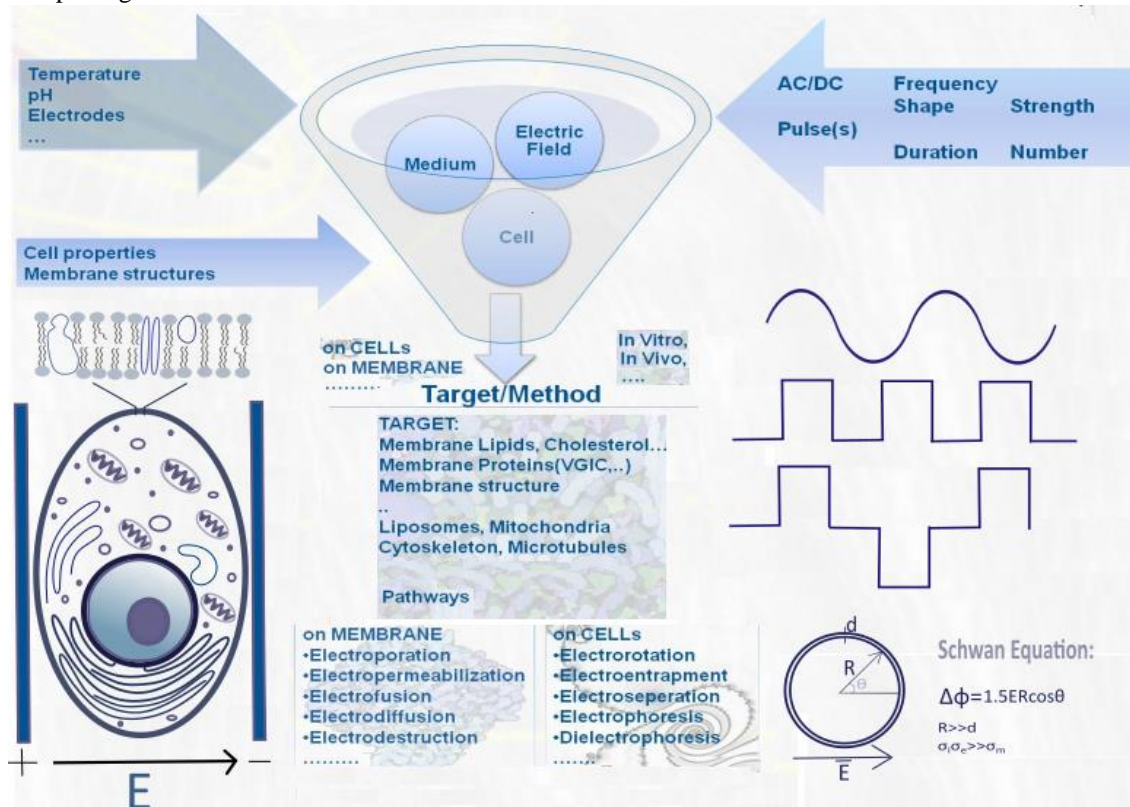 Temperature
pH
Electrodes
...
AC/DC Frequency
Shape Strength
Pulse(s)
Duration Number
Medium
Electric
Field
Cell
Cell properties
Membrane structures
on CELLs
on MEMBRANE
.........
In Vitro,
In Vivo,
....
Target/Method
TARGET:
Membrane Lipids, Cholesterol...
Membrane Proteins(VGIC,..)
Membrane structure
..
Liposomes, Mitochondria
Cytoskeleton, Microtubules
Pathways
on MEMBRANE
•Electroporation
•Electropermeabilization
•Electrofusion
•Electrodiffusion
•Electrodestruction
.........
on CELLs
•Electrorotation
•Electroentrapment
•Electroseperation
•Electrophoresis
•Dielectrophoresis
.......
+ −
E
d
R
θ
E
Schwan Equation:
Δϕ=1.5ERcosθ
R>>d
σᵢσₑ>>σₘ